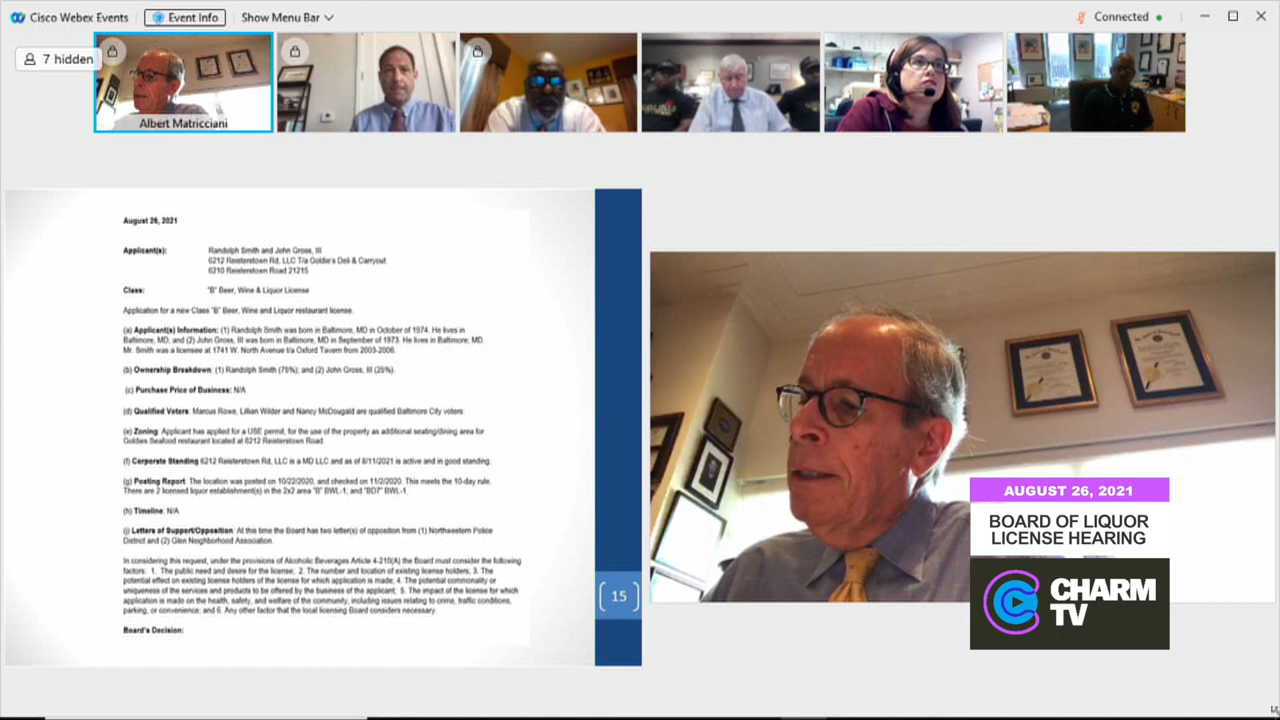 Cisco Webex Events
Event Info
Show Menu Bar
Connected
7 hidden
Albert Matricciani
August 26, 2021
Applicant(s): Randolph Smith and John Gross, III
6212 Reisterstown Rd, LLC T/a Goldie's Deli & Carryout
6210 Reisterstown Road 21215
Class: "B" Beer, Wine & Liquor License
Application for a new Class "B" Beer, Wine and Liquor restaurant license.
(a) Applicant(s) Information: (1) Randolph Smith was born in Baltimore, MD in October of 1974. He lives in
Baltimore, MD; and (2) John Gross, III was born in Baltimore, MD in September of 1973. He lives in Baltimore, MD.
Mr. Smith was a licensee at 1741 W. North Avenue t/a Oxford Tavern from 2003-2006.
(b) Ownership Breakdown: (1) Randolph Smith (75%); and (2) John Gross, III (25%).
(c) Purchase Price of Business: N/A
(d) Qualified Voters: Marcus Rowe, Lillian Wilder and Nancy McDougald are qualified Baltimore City voters.
(e) Zoning: Applicant has applied for a USE permit, for the use of the property as additional seating/dining area for
Goldies Seafood restaurant located at 6212 Reisterstown Road.
(f) Corporate Standing 6212 Reisterstown Rd, LLC is a MD LLC and as of 8/11/2021 is active and in good standing.
(g) Posting Report: The location was posted on 10/22/2020, and checked on 11/2/2020. This meets the 10-day rule.
There are 2 licensed liquor establishment(s) in the 2x2 area "B" BWL-1; and "BD7" BWL-1.
(h) Timeline: N/A
(i) Letters of Support/Opposition: At this time the Board has two letter(s) of opposition from (1) Northwestern Police
District and (2) Glen Neighborhood Association.
In considering this request, under the provisions of Alcoholic Beverages Article 4-210(A) the Board must consider the following
factors: 1. The public need and desire for the license; 2. The number and location of existing license holders; 3. The
potential effect on existing license holders of the license for which application is made; 4. The potential commonality or
uniqueness of the services and products to be offered by the business of the applicant; 5. The impact of the license for which
application is made on the health, safety, and welfare of the community, including issues relating to crime, traffic conditions,
parking, or convenience; and 6. Any other factor that the local licensing Board considers necessary.
Board's Decision:
15
AUGUST 26, 2021
BOARD OF LIQUOR
LICENSE HEARING
CHARM
TV